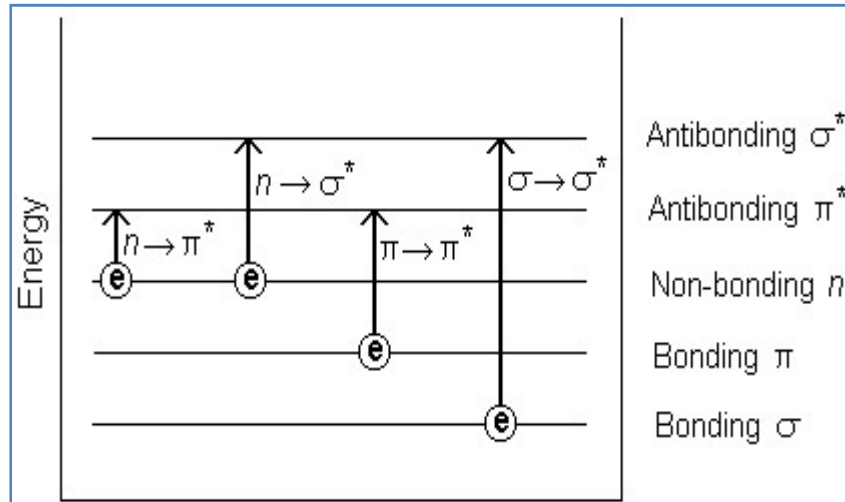 Energy
n → σ*
σ → σ*
n → π*
π → π*
e
e
e
e
Antibonding σ*
Antibonding π*
Non-bonding n
Bonding π
Bonding σ